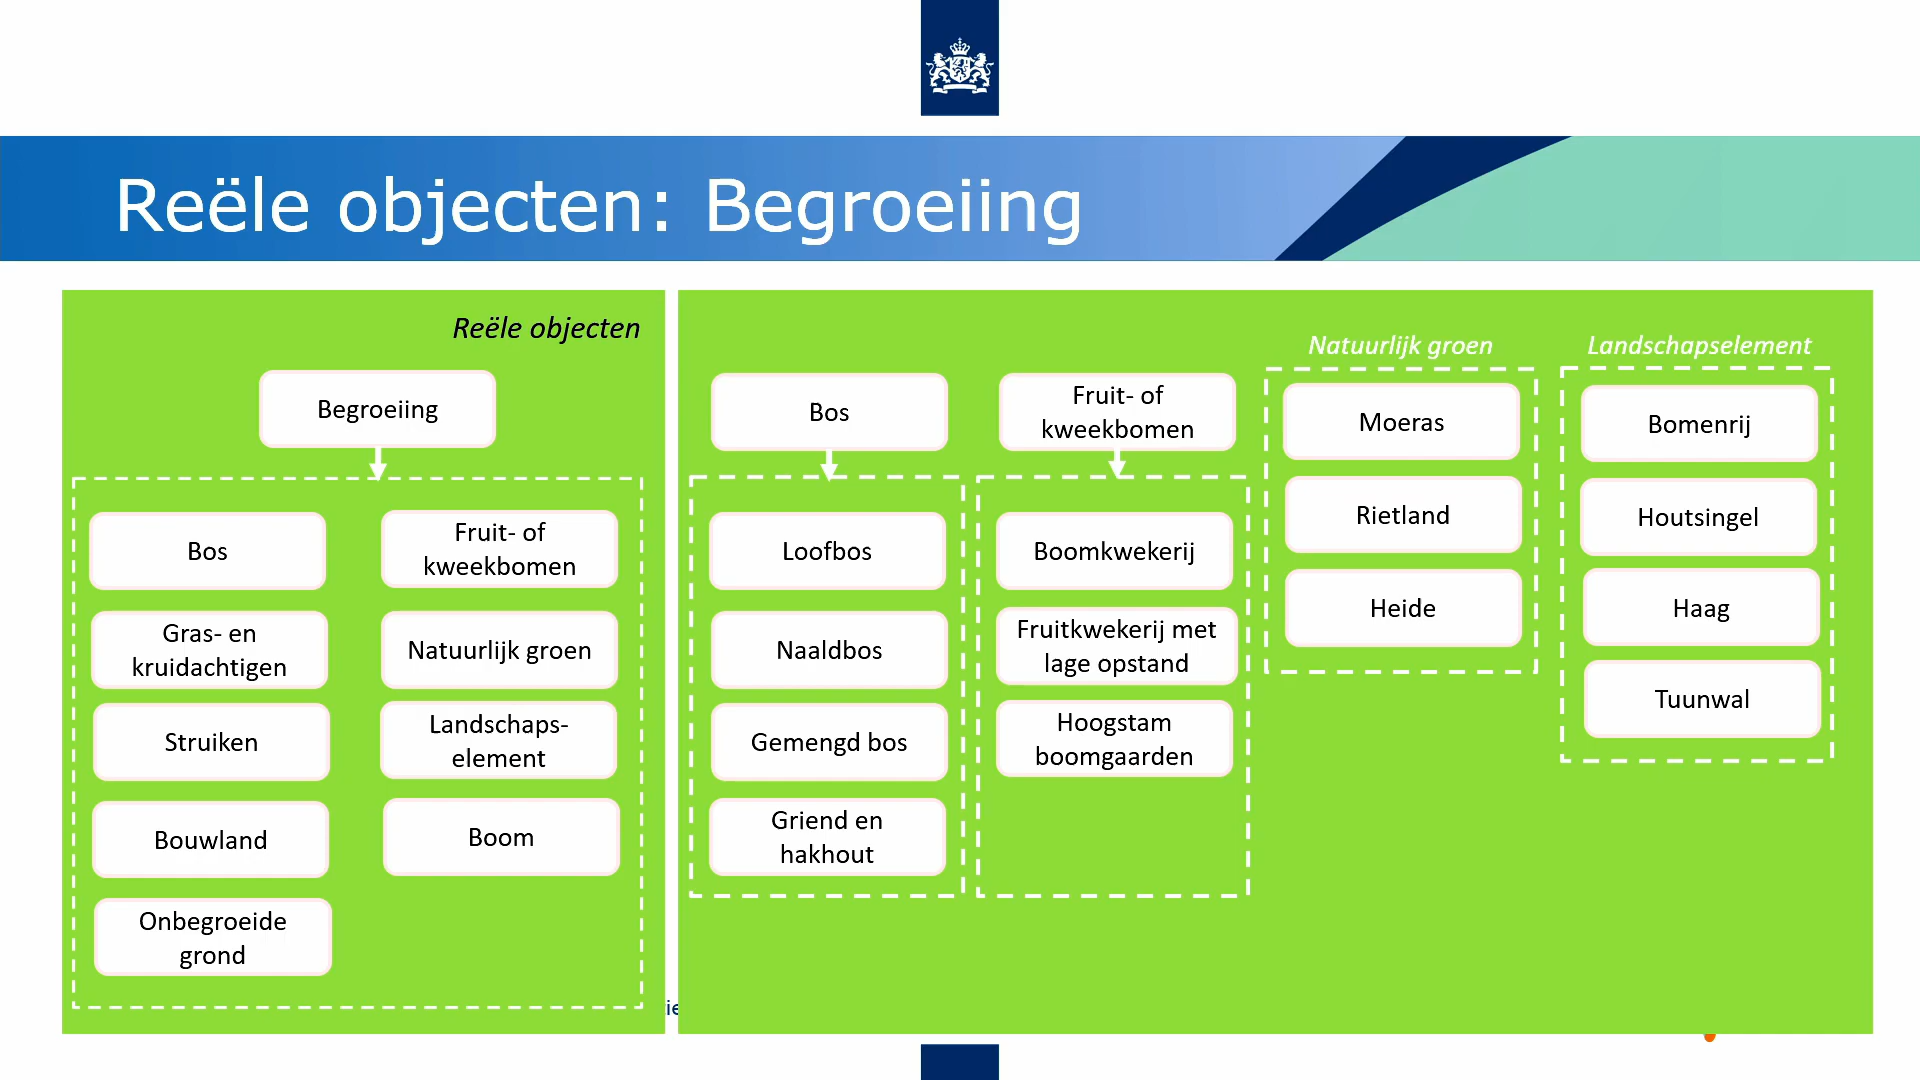 Reële objecten: Begroeiing
Reële objecten
Begroeiing
Bos
Fruit- of
kweekbomen
Gras- en
kruidachtigen
Natuurlijk groen
Struiken
Landschaps-
element
Bouwland
Boom
Onbegroeide
grond
Bos
Loofbos
Naaldbos
Gemengd bos
Griend en
hakhout
Fruit- of
kweekbomen
Boomkwekerij
Fruitkwekerij met
lage opstand
Hoogstam
boomgaarden
Natuurlijk groen
Moeras
Rietland
Heide
Landschapselement
Bomenrij
Houtsingel
Haag
Tuunwal